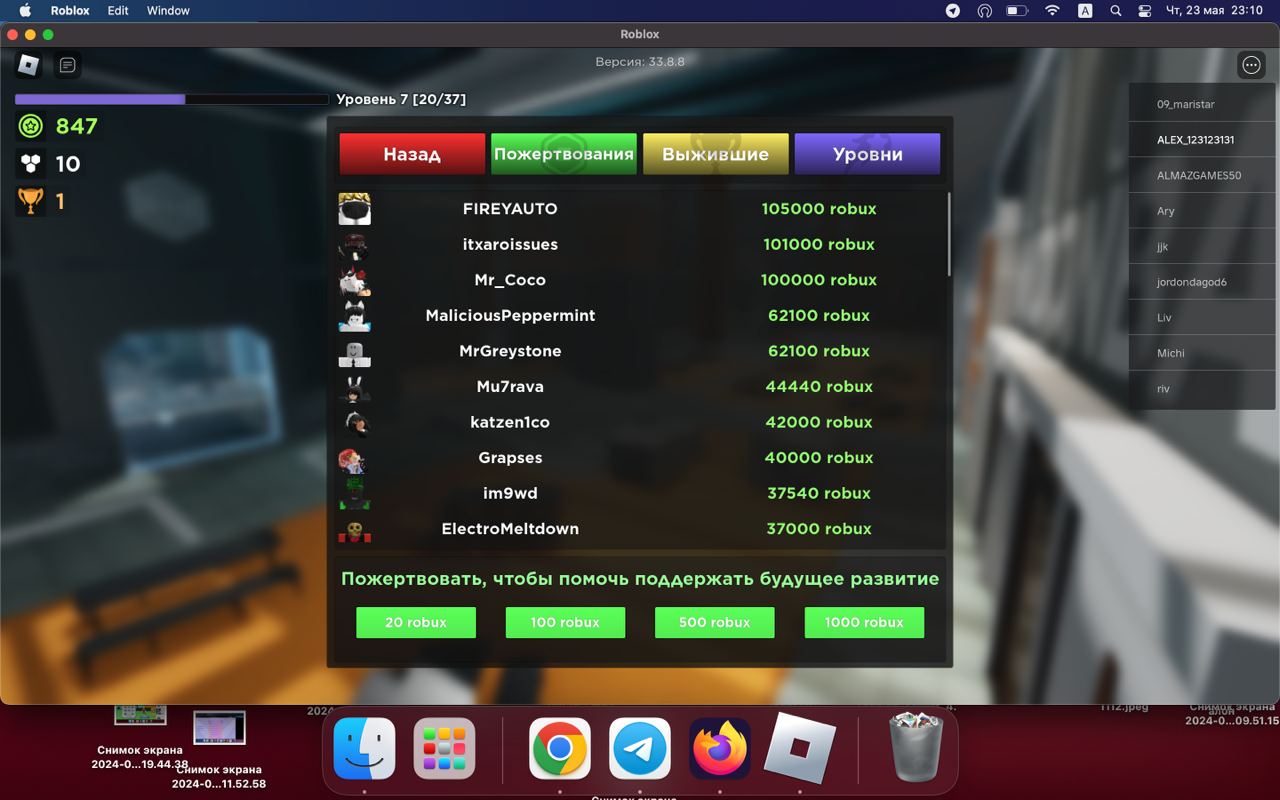 Roblox Edit Window A Чт, 23 мая 23:10
Roblox
Версия: 33.8.8
Уровень 7 [20/37]
847
10
1
Назад Пожертвования Выжившие Уровни
FIREYAUTO 105000 robux
itxaroissues 101000 robux
Mr_Coco 100000 robux
MaliciousPeppermint 62100 robux
MrGreystone 62100 robux
Mu7rava 44440 robux
katzen1co 42000 robux
Grapses 40000 robux
im9wd 37540 robux
ElectroMeltdown 37000 robux
Пожертвовать, чтобы помочь поддержать будущее развитие
20 robux 100 robux 500 robux 1000 robux
09_maristar
ALEX_123123131
ALMAZGAMES50
Ary
jjk
jordondagod6
Liv
Michi
riv
Снимок экрана
2024-0...19.44.38
Снимок экрана
2024-0...11.52.58
1112.jpeg
2024-0...09.51.15